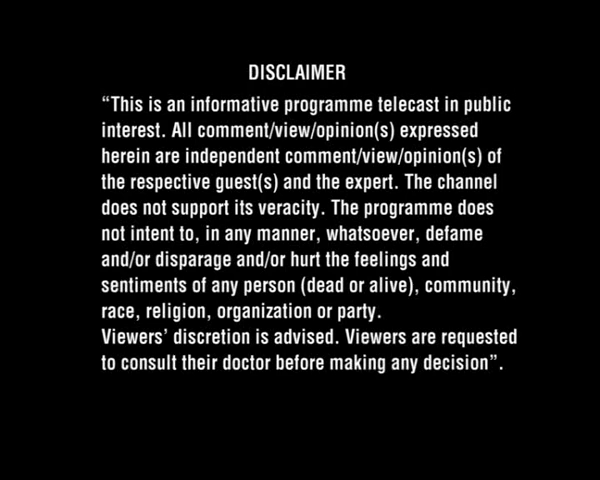 DISCLAIMER
“This is an informative programme telecast in public
interest. All comment/view/opinion(s) expressed
herein are independent comment/view/opinion(s) of
the respective guest(s) and the expert. The channel
does not support its veracity. The programme does
not intent to, in any manner, whatsoever, defame
and/or disparage and/or hurt the feelings and
sentiments of any person (dead or alive), community,
race, religion, organization or party.
Viewers’ discretion is advised. Viewers are requested
to consult their doctor before making any decision”.